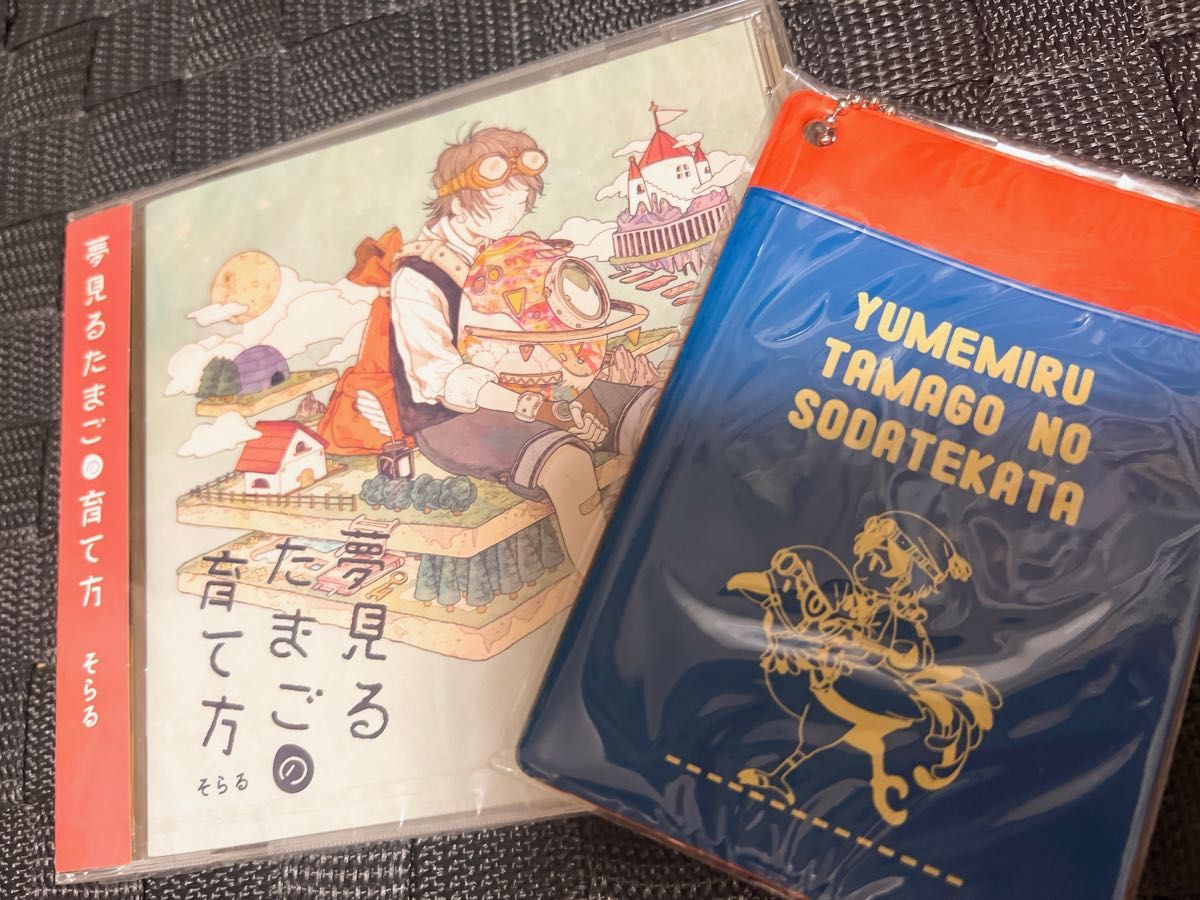 夢見るたまごの育て方 そらる
夢見る
たまごの
育て方
そらる
YUMEMIRU
TAMAGO NO
SODATEKATA